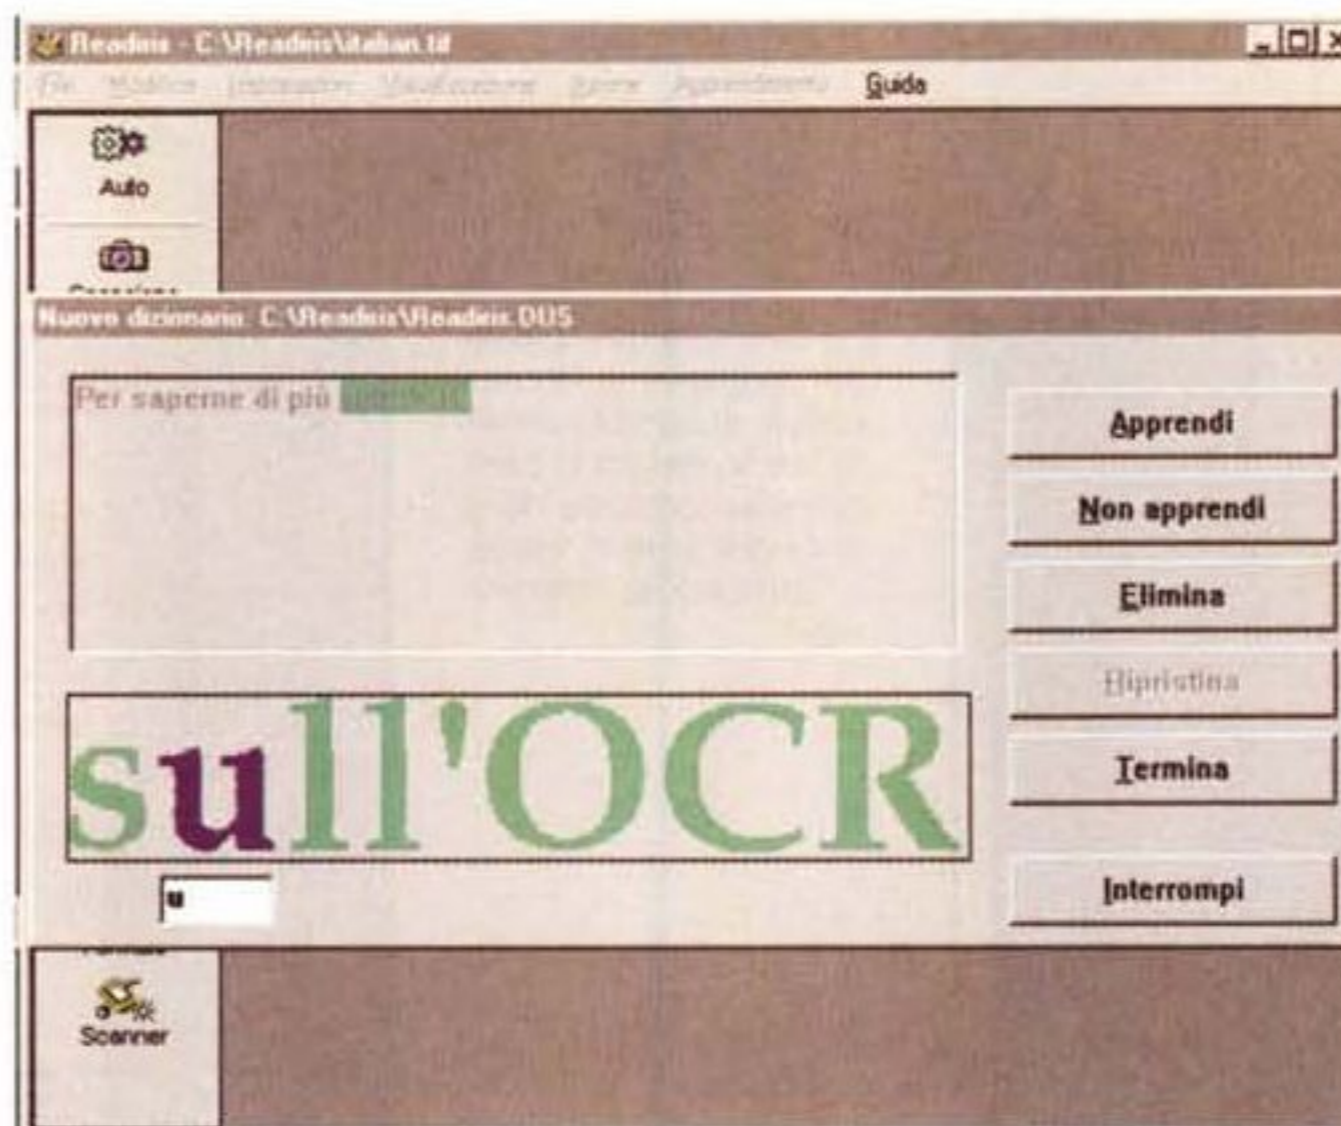 Readiris - C:\Readiris\italian.tif
Guida
Auto
Nuovo dizionario: C:\Readiris\Readiris.DUS
Per saperne di più
Apprendi
Non apprendi
Elimina
Ripristina
sull'OCR
Termina
u
Interrompi
Scanner